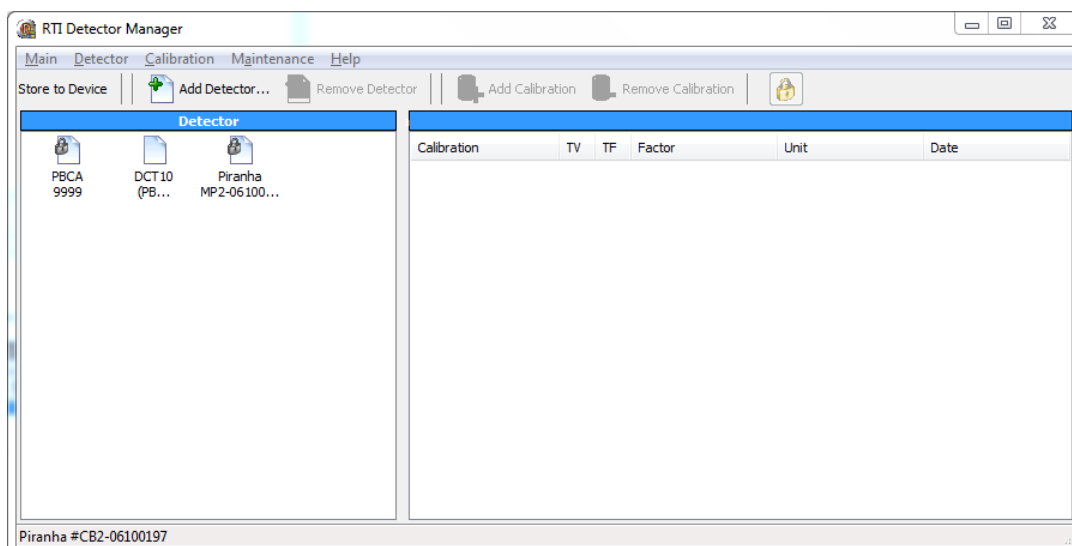 RTI Detector Manager
Main Detector Calibration Maintenance Help
Store to Device Add Detector... Remove Detector Add Calibration Remove Calibration
Detector
Calibration TV TF Factor Unit Date
PBCA DCT10 Piranha
9999 (PB... MP2-06100...
Piranha #CB2-06100197